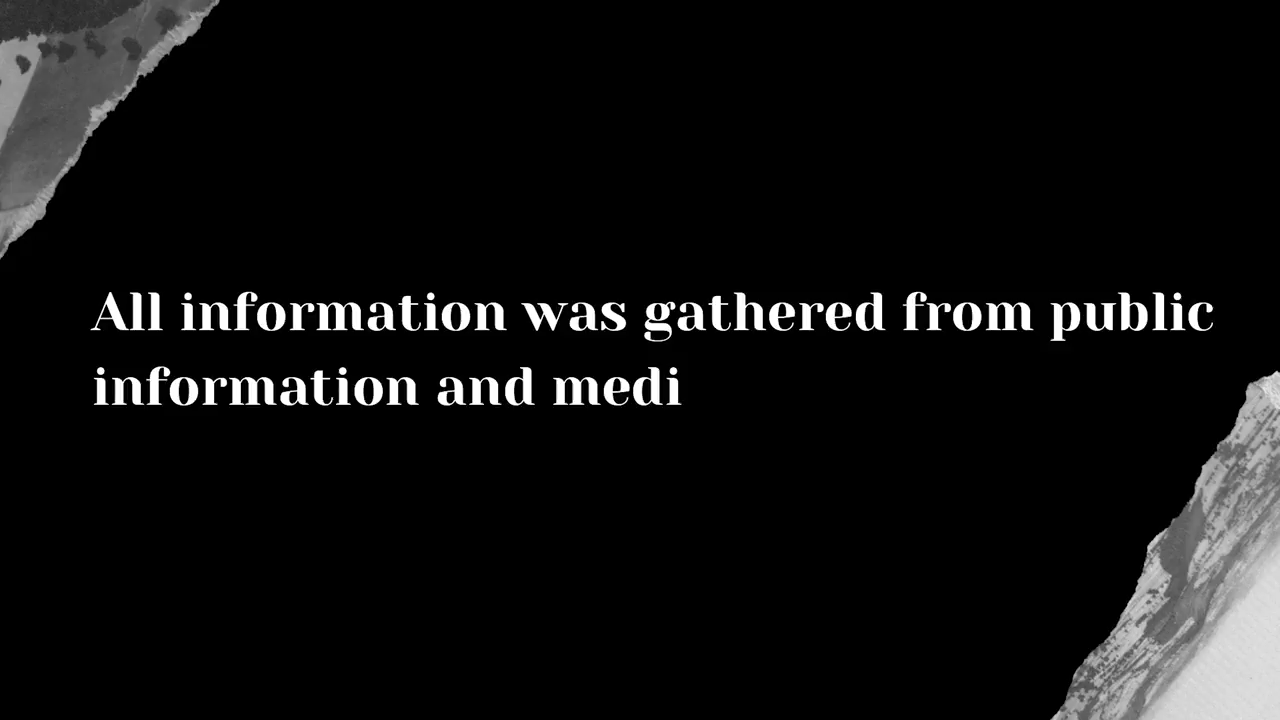 All information was gathered from public
information and medi